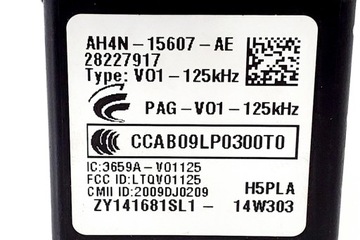 AH4N-15607-AE
28227917
Type: V01-125kHz
PAG-V01-125kHz
CCAB09LP0300T0
IC:3659A-V01125
FCC ID:LTQV01125
CMII ID:2009DJ0209
H5PLA
ZY141681SL1 - 14W303